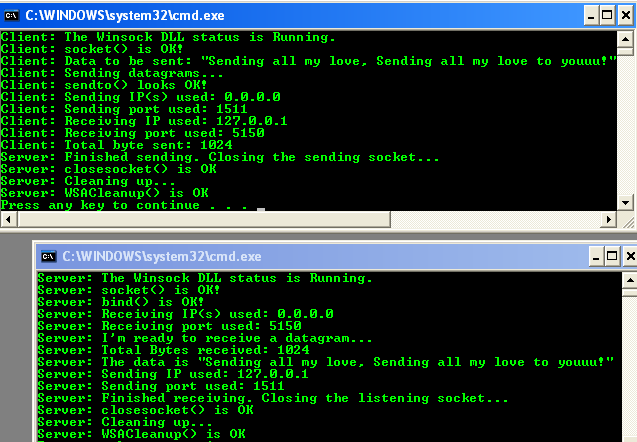 C:\WINDOWS\system32\cmd.exe
Client: The Winsock DLL status is Running.
Client: socket() is OK!
Client: Data to be sent: "Sending all my love, Sending all my love to youuu!"
Client: Sending datagrams...
Client: sendto() looks OK!
Client: Sending IP(s) used: 0.0.0.0
Client: Sending port used: 1511
Client: Receiving IP used: 127.0.0.1
Client: Receiving port used: 5150
Client: Total byte sent: 1024
Server: Finished sending. Closing the sending socket...
Server: closesocket() is OK
Server: Cleaning up...
Server: WSACleanup() is OK
Press any key to continue . . .
C:\WINDOWS\system32\cmd.exe
Server: The Winsock DLL status is Running.
Server: socket() is OK!
Server: bind() is OK!
Server: Receiving IP(s) used: 0.0.0.0
Server: Receiving port used: 5150
Server: I'm ready to receive a datagram...
Server: Total Bytes received: 1024
Server: The data is "Sending all my love, Sending all my love to youuu!"
Server: Sending IP used: 127.0.0.1
Server: Sending port used: 1511
Server: Finished receiving. Closing the listening socket...
Server: closesocket() is OK
Server: Cleaning up...
Server: WSACleanup() is OK